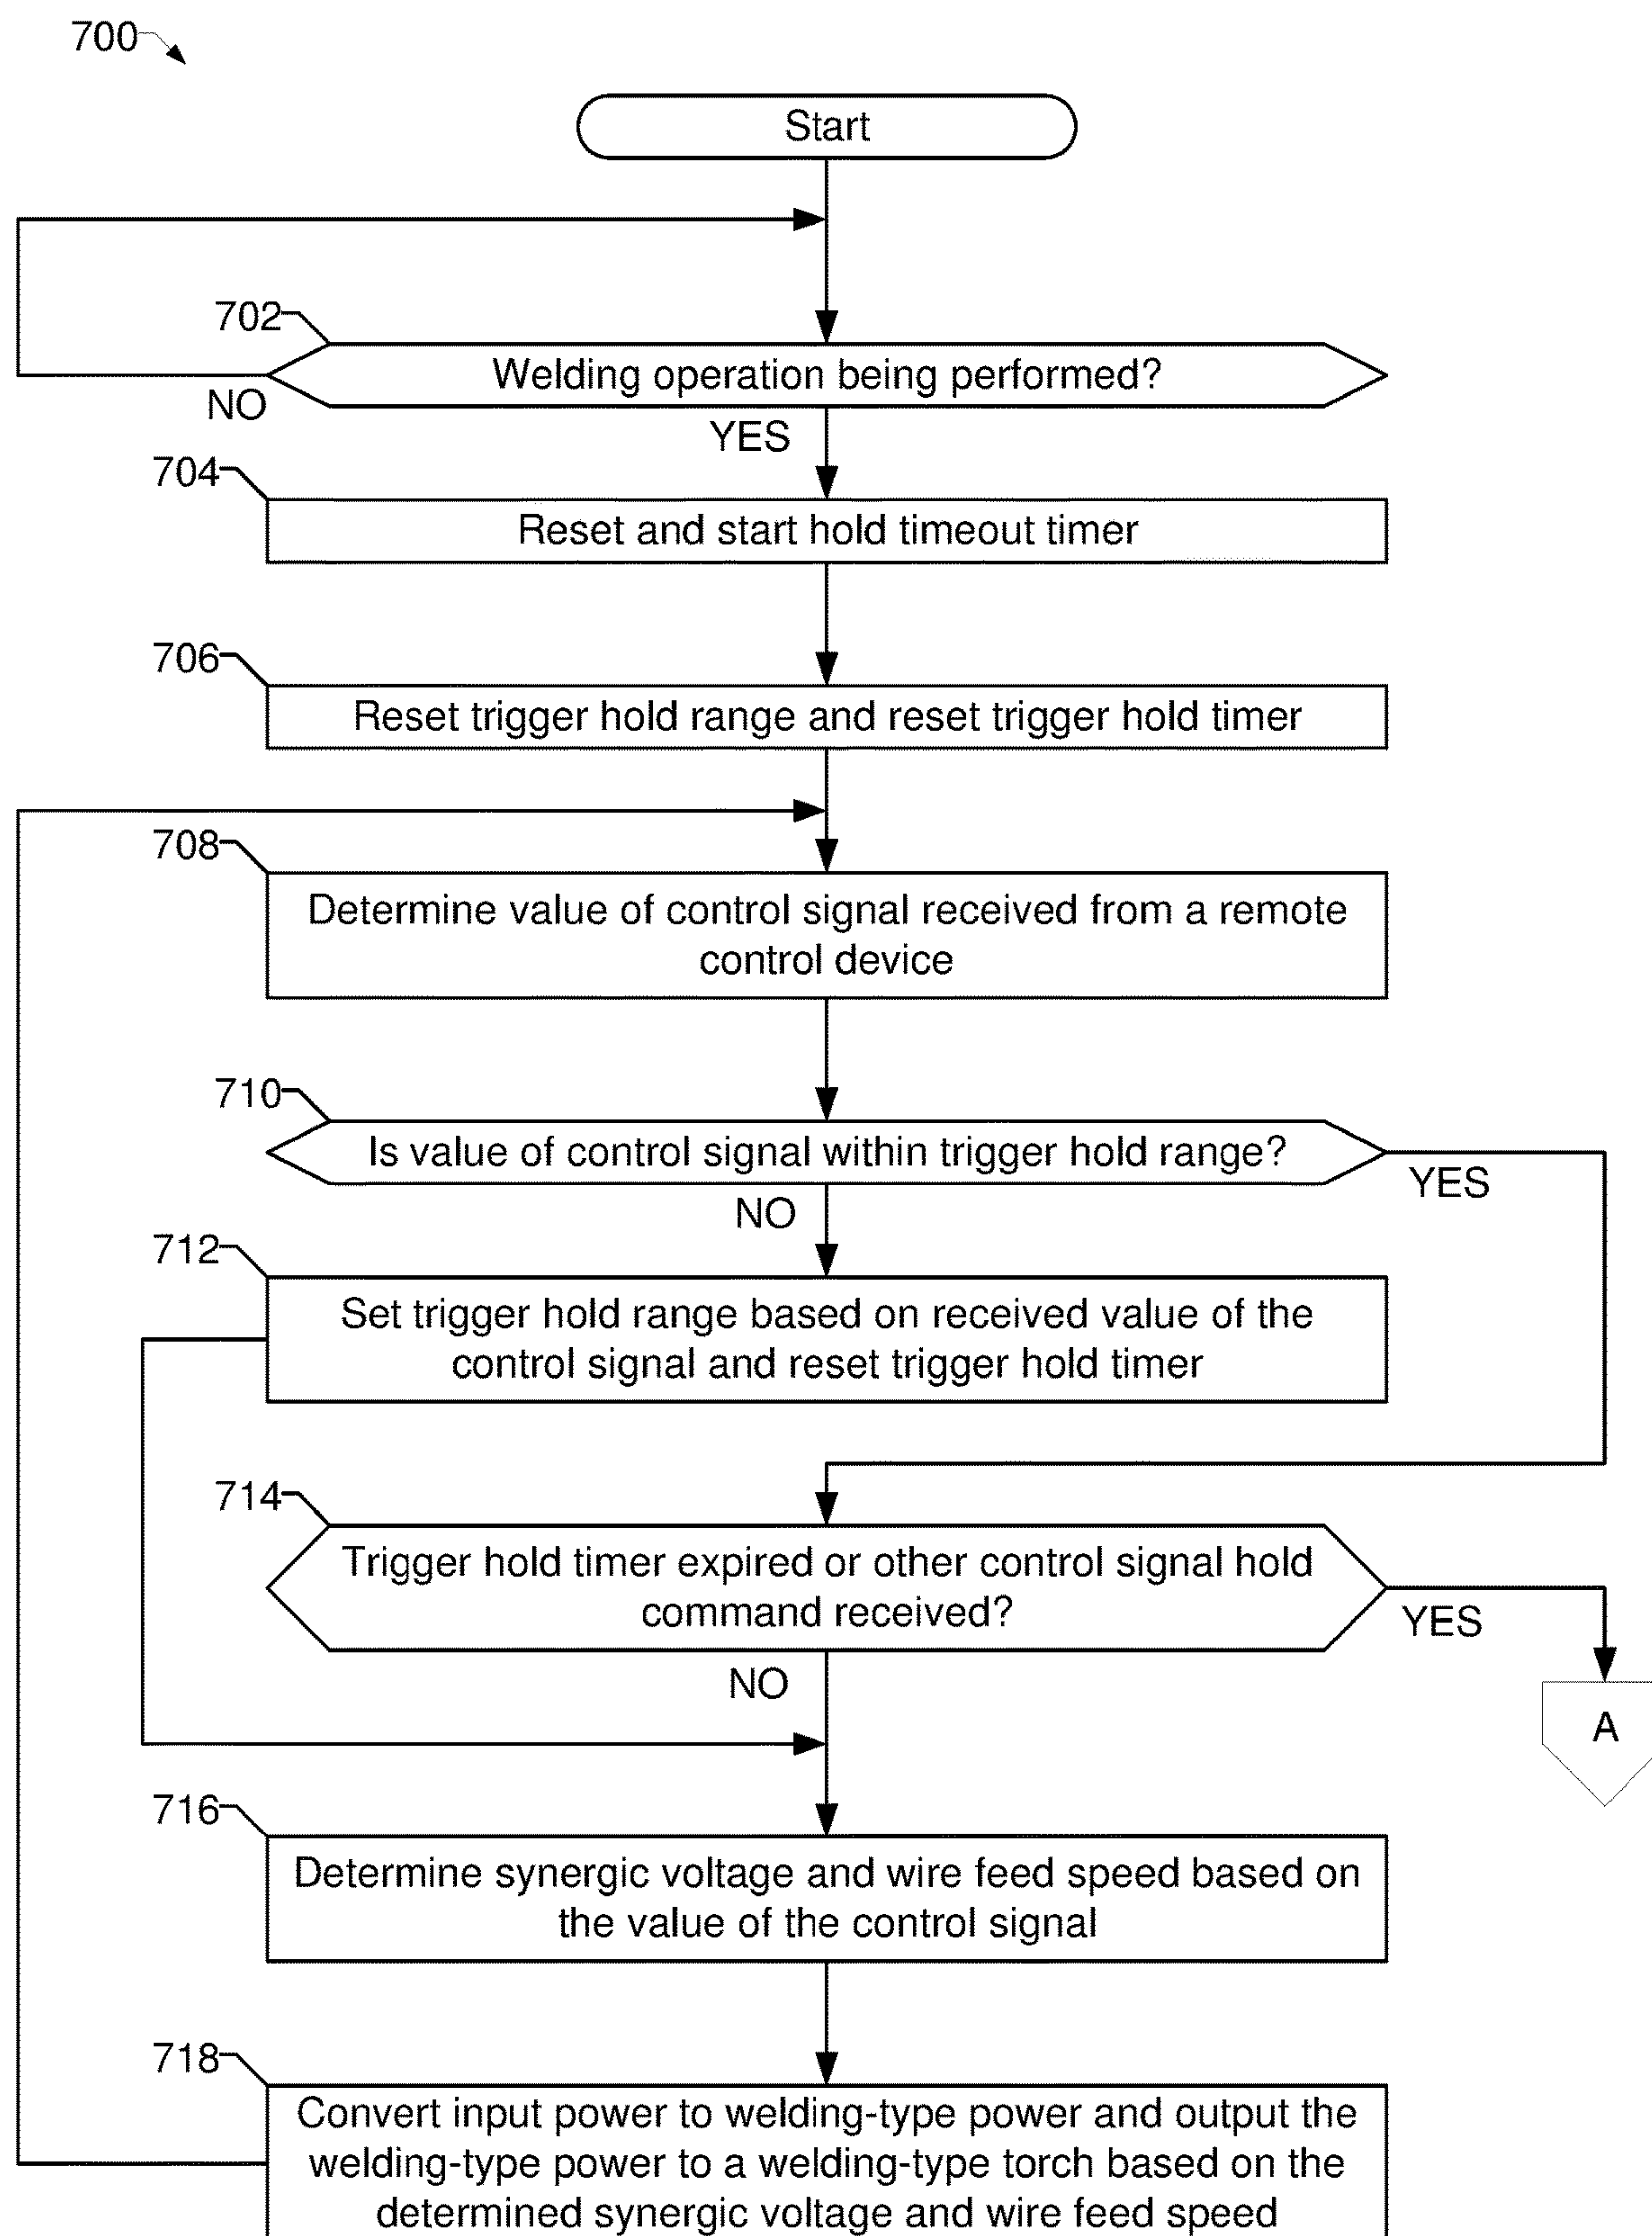 700
Start
702
Welding operation being performed?
NO
YES
704
Reset and start hold timeout timer
706
Reset trigger hold range and reset trigger hold timer
708
Determine value of control signal received from a remote
control device
710
Is value of control signal within trigger hold range?
YES
NO
712
Set trigger hold range based on received value of the
control signal and reset trigger hold timer
714
Trigger hold timer expired or other control signal hold
command received?
YES
NO
A
716
Determine synergic voltage and wire feed speed based on
the value of the control signal
718
Convert input power to welding-type power and output the
welding-type power to a welding-type torch based on the
determined synergic voltage and wire feed speed